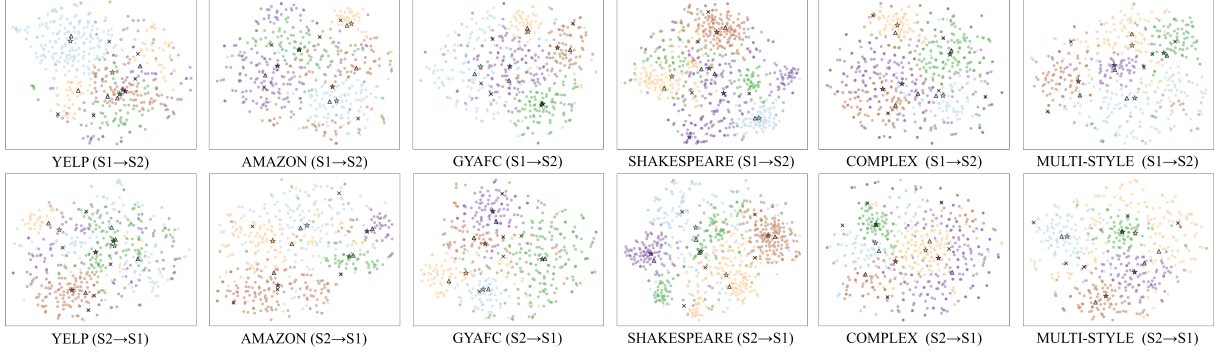 YELP (S1→S2) AMAZON (S1→S2) GYAFC (S1→S2) SHAKESPEARE (S1→S2) COMPLEX (S1→S2) MULTI-STYLE (S1→S2)
YELP (S2→S1) AMAZON (S2→S1) GYAFC (S2→S1) SHAKESPEARE (S2→S1) COMPLEX (S2→S1) MULTI-STYLE (S2→S1)